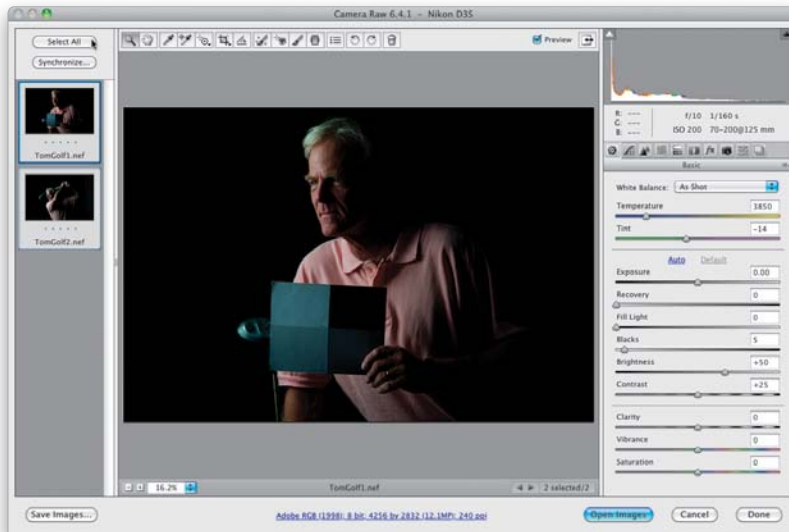 Camera Raw 6.4.1 - Nikon D3S
Select All
Synchronize...
TomGolf1.nef
TomGolf2.nef
Preview
R: ---
G: ---
B: ---
f/10 1/160 s
ISO 200 70-200@125 mm
Basic
White Balance: As Shot
Temperature 3850
Tint -14
Auto Default
Exposure 0.00
Recovery 0
Fill Light 0
Blacks 5
Brightness +50
Contrast +25
Clarity 0
Vibrance 0
Saturation 0
16.2%
TomGolf1.nef
2 selected/2
Save Images...
Adobe RGB (1998); 8 bit; 4256 by 2832 (12.1MP); 240 ppi
Open Images
Cancel
Done